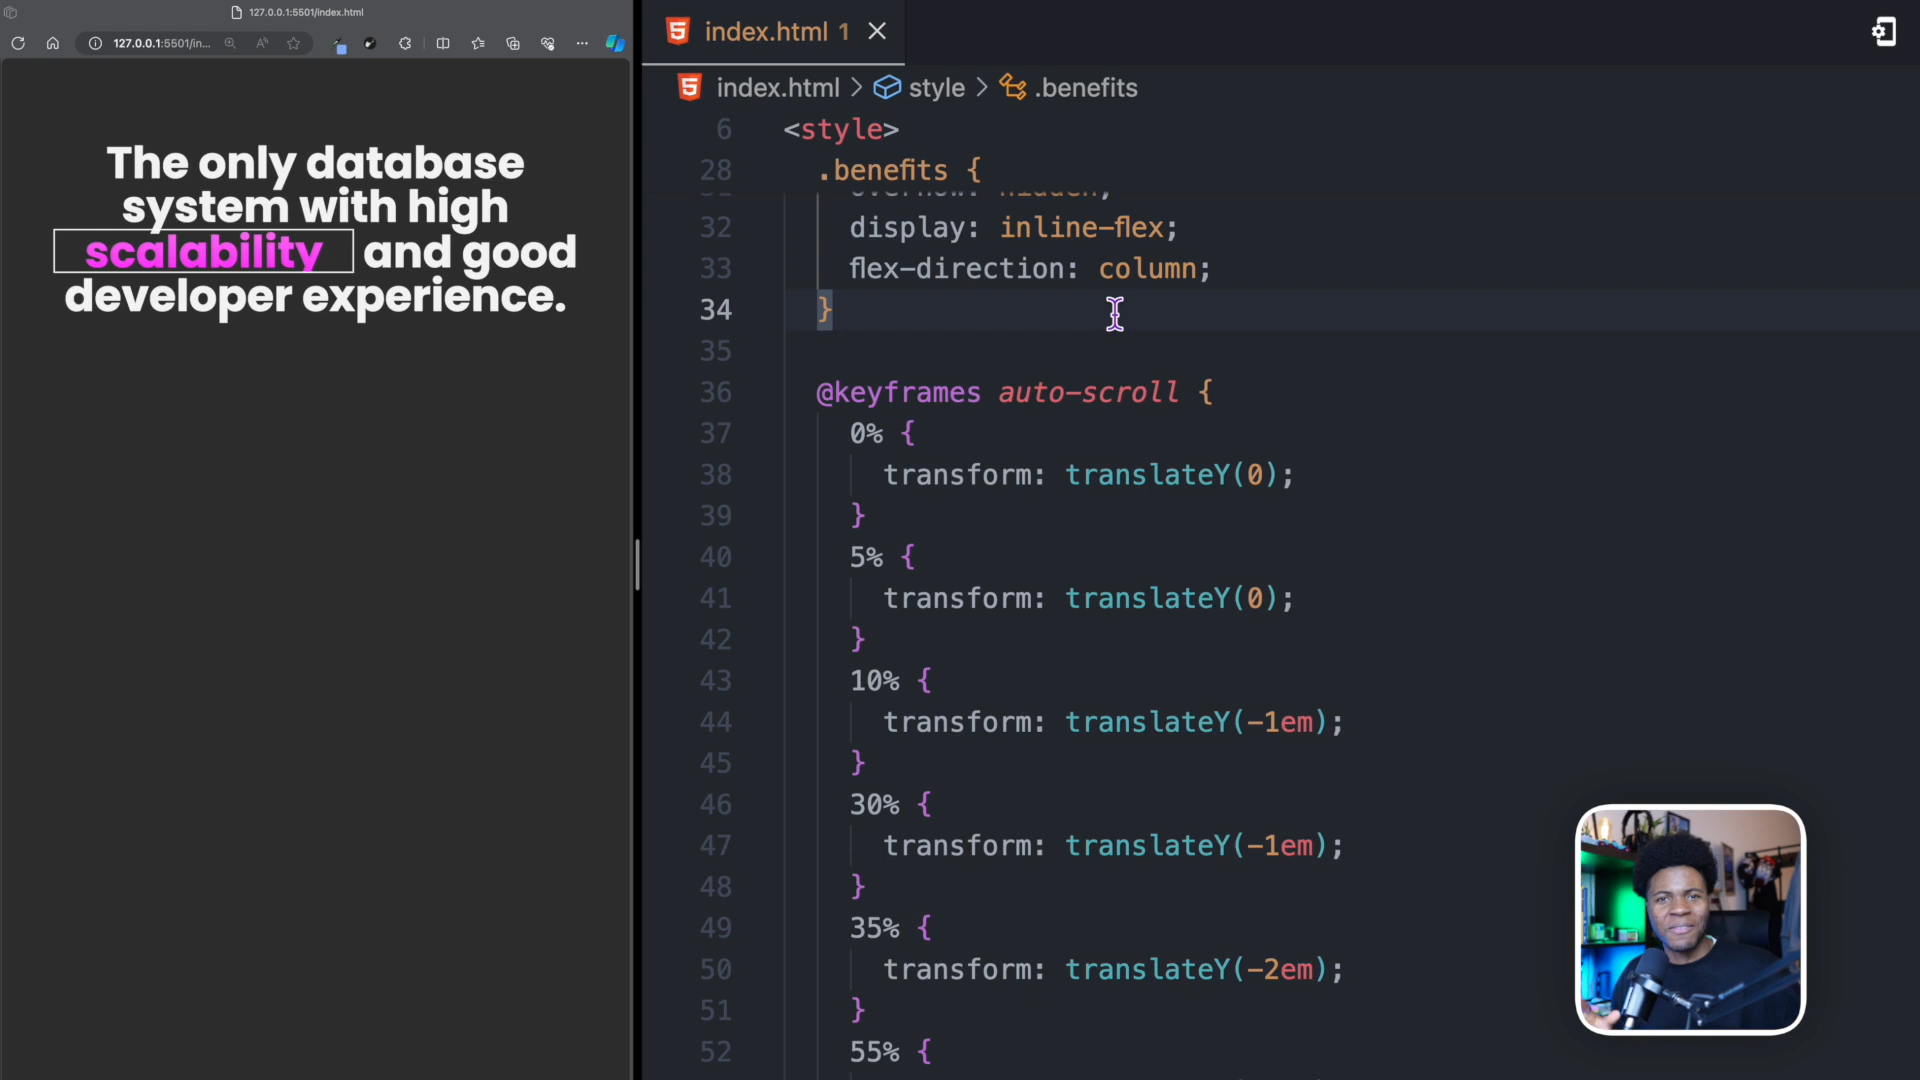 127.0.0.1:5501/index.html
127.0.0.1:5501/in...
The only database
system with high
scalability and good
developer experience.
index.html 1
index.html > style > .benefits
6 <style>
28 .benefits {
overflow: hidden;
32 display: inline-flex;
33 flex-direction: column;
34 }
35
36 @keyframes auto-scroll {
37 0% {
38 transform: translateY(0);
39 }
40 5% {
41 transform: translateY(0);
42 }
43 10% {
44 transform: translateY(-1em);
45 }
46 30% {
47 transform: translateY(-1em);
48 }
49 35% {
50 transform: translateY(-2em);
51 }
52 55% {